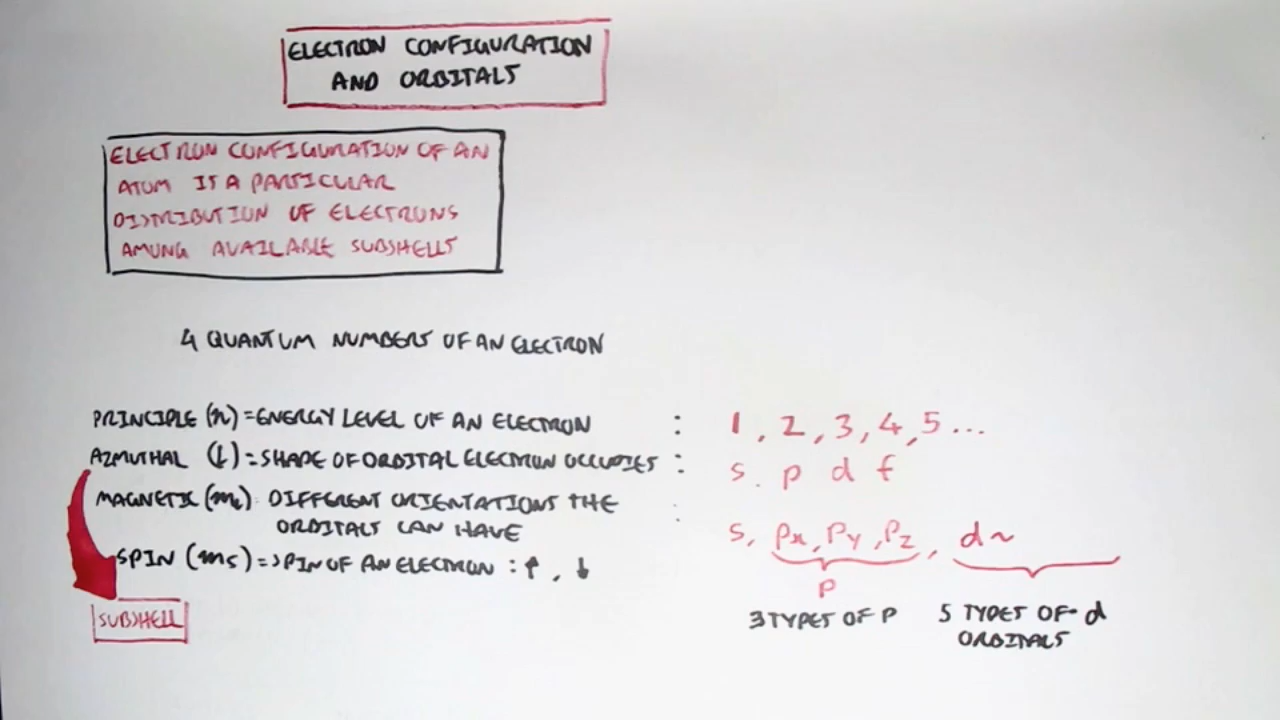 ELECTRON CONFIGURATION
AND ORBITALS
ELECTRON CONFIGURATION OF AN
ATOM IS A PARTICULAR
DISTRIBUTION OF ELECTRONS
AMONG AVAILABLE SUBSHELLS
4 QUANTUM NUMBERS OF AN ELECTRON
PRINCIPLE (n) = ENERGY LEVEL OF AN ELECTRON : 1, 2, 3, 4, 5...
AZMUTHAL (l) = SHAPE OF ORBITAL ELECTRON OCCUPIES : s. p d f
MAGNETIC (ml): DIFFERENT ORIENTATIONS THE :
ORBITALS CAN HAVE
s, px, py, pz, d~
SPIN (ms) = SPIN OF AN ELECTRON : ↑, ↓
p
SUBSHELL
3 TYPES OF P
5 TYPES OF d
ORBITALS